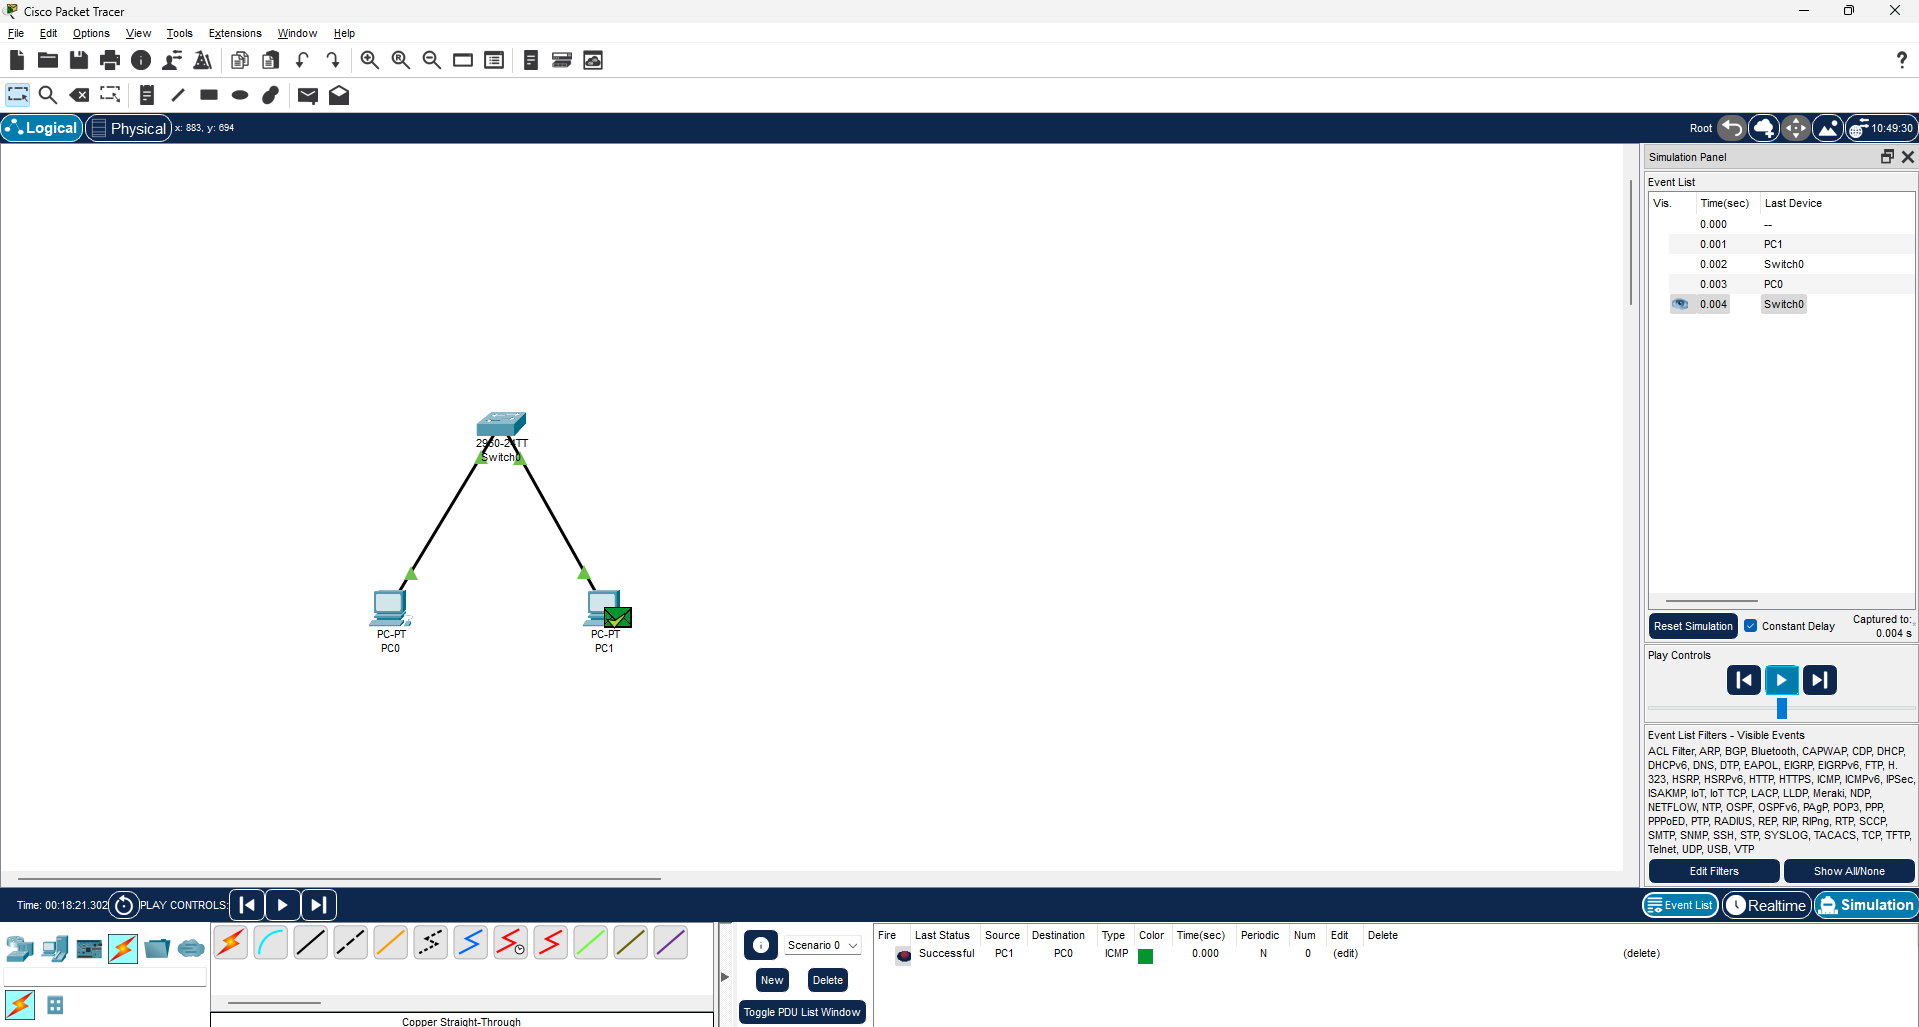 Cisco Packet Tracer
File Edit Options View Tools Extensions Window Help
Logical Physical x: 883, y: 694 Root 10:49:30
Simulation Panel
Event List
Vis. Time(sec) Last Device
0.000 --
0.001 PC1
0.002 Switch0
0.003 PC0
0.004 Switch0
2960-24TT
Switch0
PC-PT
PC0
PC-PT
PC1
Reset Simulation Constant Delay Captured to:
0.004 s
Play Controls
Event List Filters - Visible Events
ACL Filter, ARP, BGP, Bluetooth, CAPWAP, CDP, DHCP,
DHCPv6, DNS, DTP, EAPOL, EIGRP, EIGRPv6, FTP, H.
323, HSRP, HSRPv6, HTTP, HTTPS, ICMP, ICMPv6, IPSec,
ISAKMP, IoT, IoT TCP, LACP, LLDP, Meraki, NDP,
NETFLOW, NTP, OSPF, OSPFv6, PAgP, POP3, PPP,
PPPoED, PTP, RADIUS, REP, RIP, RIPng, RTP, SCCP,
SMTP, SNMP, SSH, STP, SYSLOG, TACACS, TCP, TFTP,
Telnet, UDP, USB, VTP
Edit Filters Show All/None
Time: 00:18:21.302 PLAY CONTROLS: Event List Realtime Simulation
Scenario 0
New Delete
Toggle PDU List Window
Fire Last Status Source Destination Type Color Time(sec) Periodic Num Edit Delete
Successful PC1 PC0 ICMP 0.000 N 0 (edit) (delete)
Copper Straight-Through